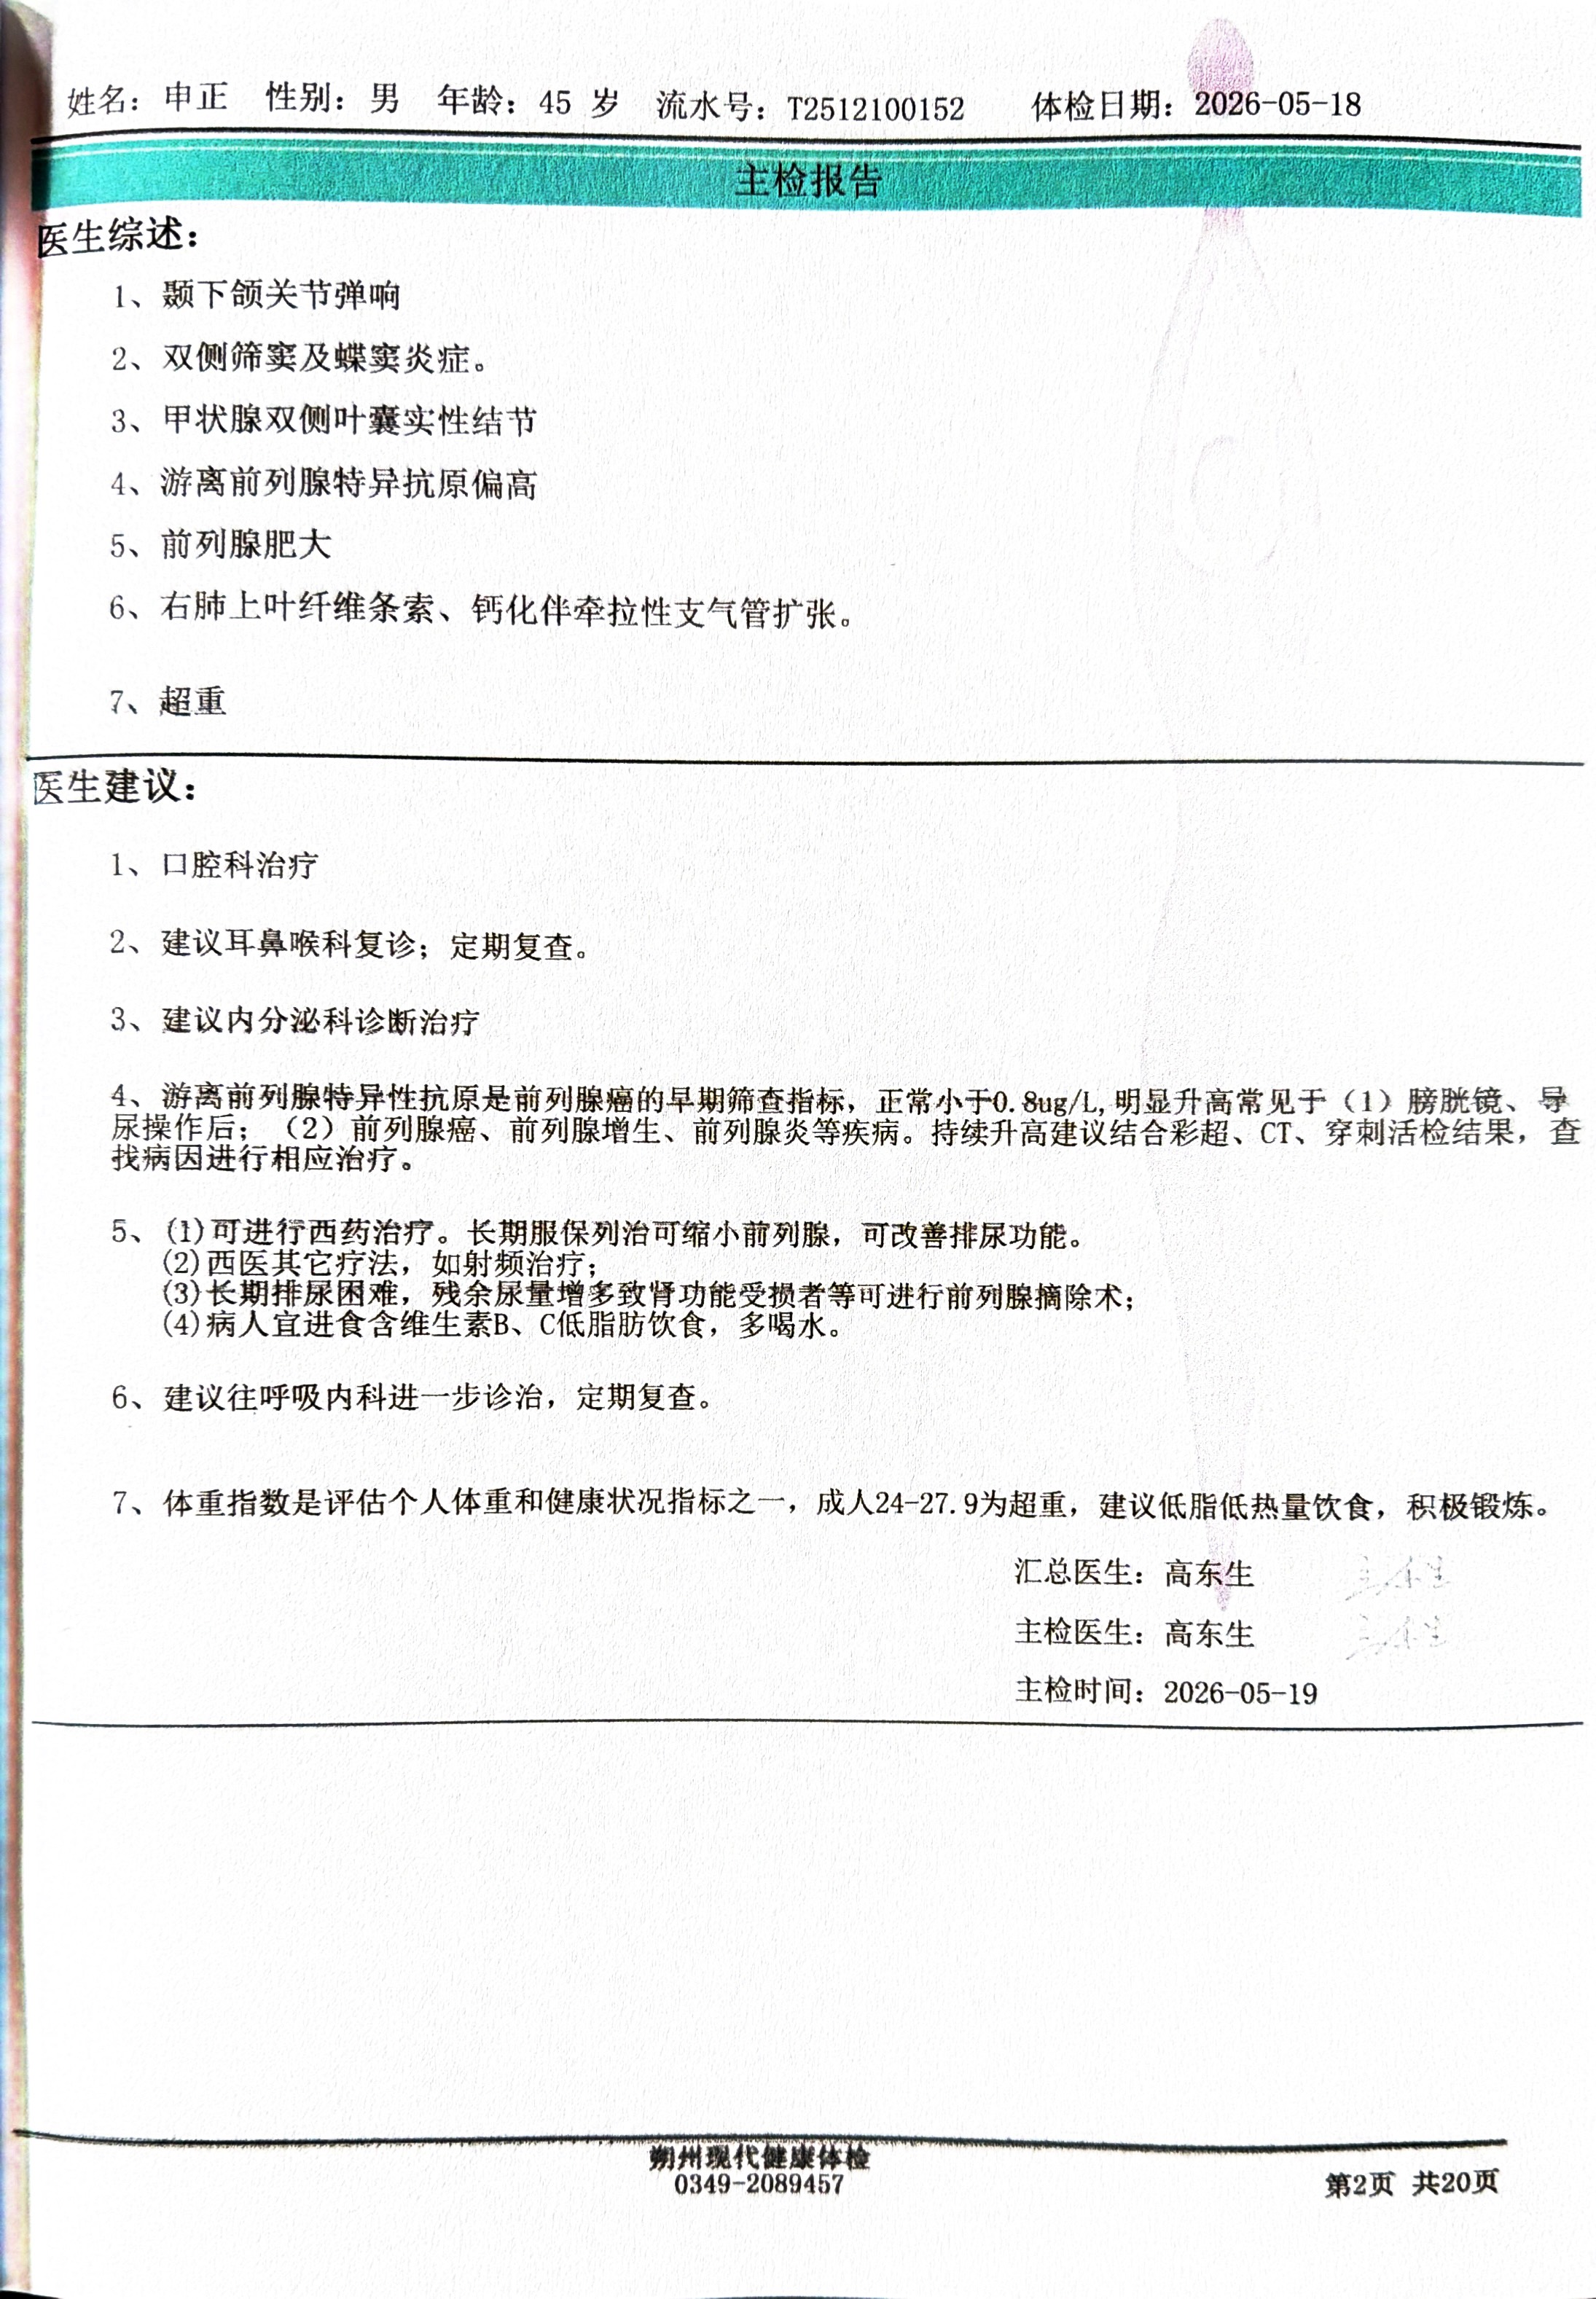 姓名：申正 性别：男 年龄：45 岁 流水号：T2512100152 体检日期：2026-05-18
主检报告
医生综述：
1、颞下颌关节弹响
2、双侧筛窦及蝶窦炎症。
3、甲状腺双侧叶囊实性结节
4、游离前列腺特异抗原偏高
5、前列腺肥大
6、右肺上叶纤维条索、钙化伴牵拉性支气管扩张。
7、超重
医生建议：
1、口腔科治疗
2、建议耳鼻喉科复诊；定期复查。
3、建议内分泌科诊断治疗
4、游离前列腺特异性抗原是前列腺癌的早期筛查指标，正常小于0.8ug/L,明显升高常见于（1）膀胱镜、导
尿操作后；（2）前列腺癌、前列腺增生、前列腺炎等疾病。持续升高建议结合彩超、CT、穿刺活检结果，查
找病因进行相应治疗。
5、(1)可进行西药治疗。长期服保列治可缩小前列腺，可改善排尿功能。
(2)西医其它疗法，如射频治疗；
(3)长期排尿困难，残余尿量增多致肾功能受损者等可进行前列腺摘除术；
(4)病人宜进食含维生素B、C低脂肪饮食，多喝水。
6、建议往呼吸内科进一步诊治，定期复查。
7、体重指数是评估个人体重和健康状况指标之一，成人24-27.9为超重，建议低脂低热量饮食，积极锻炼。
汇总医生：高东生
主检医生：高东生
主检时间：2026-05-19
朔州现代健康体检
0349-2089457
第2页 共20页